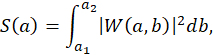 S(a) = ∫_{a_1}^{a_2} |W(a, b)|² db,